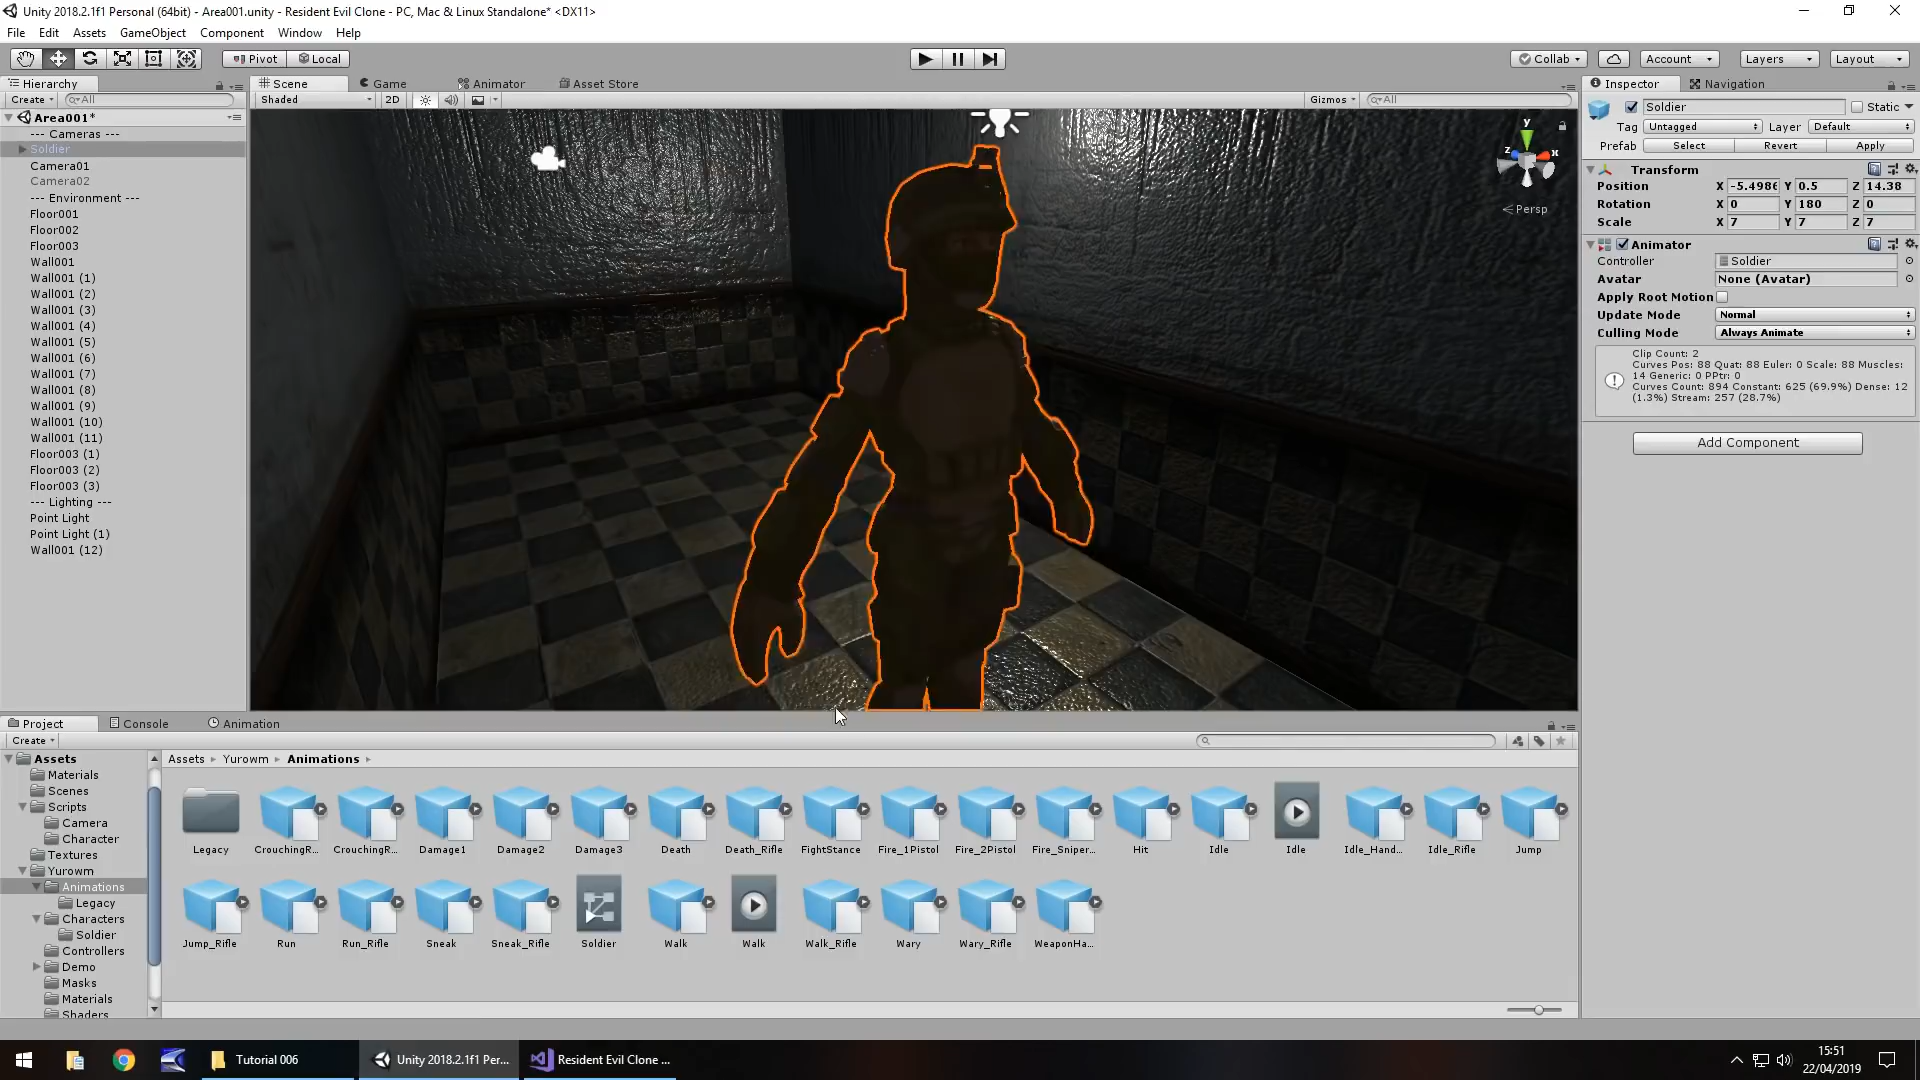 Unity 2018.2.1f1 Personal (64bit) - Area001.unity - Resident Evil Clone - PC, Mac & Linux Standalone* <DX11>
File Edit Assets GameObject Component Window Help
Pivot Local
Collab Account Layers Layout
Hierarchy
Create All
Area001*
--- Cameras ---
Soldier
Camera01
Camera02
--- Environment ---
Floor001
Floor002
Floor003
Wall001
Wall001 (1)
Wall001 (2)
Wall001 (3)
Wall001 (4)
Wall001 (5)
Wall001 (6)
Wall001 (7)
Wall001 (8)
Wall001 (9)
Wall001 (10)
Wall001 (11)
Floor003 (1)
Floor003 (2)
Floor003 (3)
--- Lighting ---
Point Light
Point Light (1)
Wall001 (12)
Scene Game Animator Asset Store
Shaded 2D Gizmos All
y
z x
Persp
Inspector Navigation
Soldier Static
Tag Untagged Layer Default
Prefab Select Revert Apply
Transform
Position X -5.4986 Y 0.5 Z 14.38
Rotation X 0 Y 180 Z 0
Scale X 7 Y 7 Z 7
Animator
Controller Soldier
Avatar None (Avatar)
Apply Root Motion
Update Mode Normal
Culling Mode Always Animate
Clip Count: 2
Curves Pos: 88 Quat: 88 Euler: 0 Scale: 88 Muscles:
14 Generic: 0 PPtr: 0
Curves Count: 894 Constant: 625 (69.9%) Dense: 12
(1.3%) Stream: 257 (28.7%)
Add Component
Project Console Animation
Create
Assets
Materials
Scenes
Scripts
Camera
Character
Textures
Yurowm
Animations
Legacy
Characters
Soldier
Controllers
Demo
Masks
Materials
Shaders
Assets Yurowm Animations
Legacy CrouchingR... CrouchingR... Damage1 Damage2 Damage3 Death Death_Rifle FightStance Fire_1Pistol Fire_2Pistol Fire_Sniper... Hit Idle Idle Idle_Hand... Idle_Rifle Jump
Jump_Rifle Run Run_Rifle Sneak Sneak_Rifle Soldier Walk Walk Walk_Rifle Wary Wary_Rifle WeaponHa...
Tutorial 006 Unity 2018.2.1f1 Per... Resident Evil Clone ...
15:51
22/04/2019